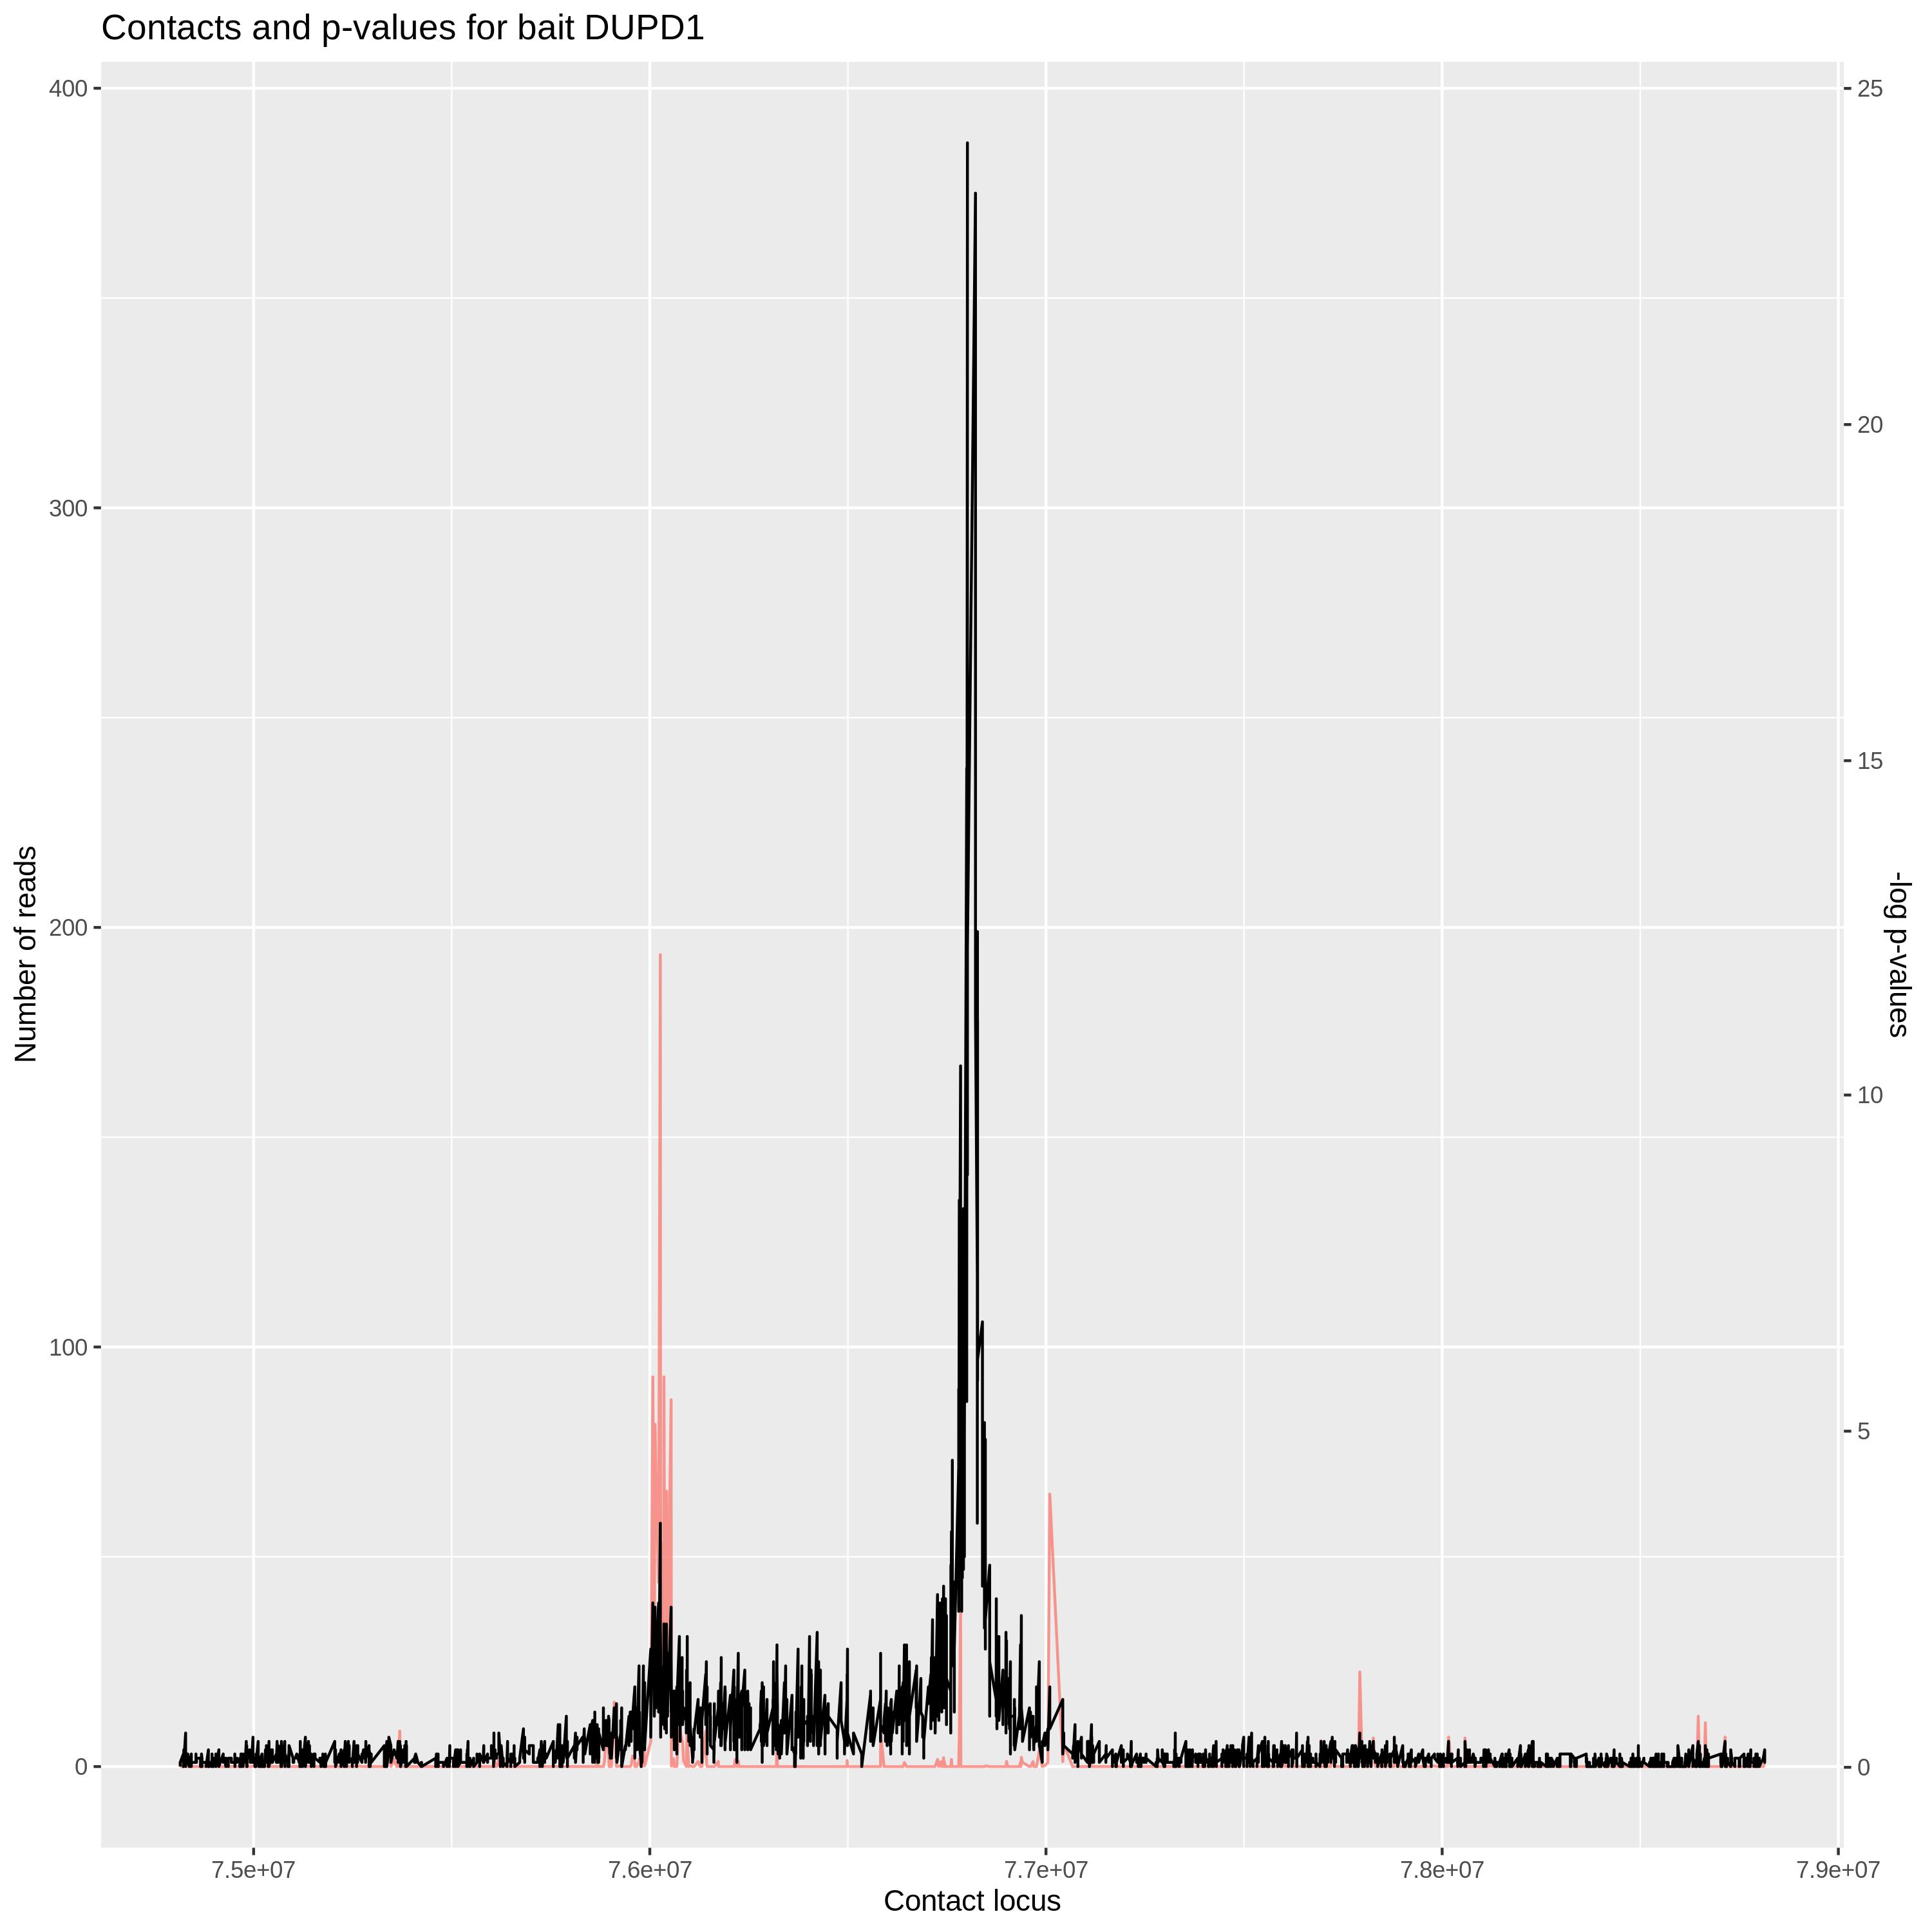 Contacts and p-values for bait DUPD1
400
300
200
100
0
Number of reads
25
20
15
10
5
0
-log p-values
7.5e+07
7.6e+07
7.7e+07
7.8e+07
7.9e+07
Contact locus